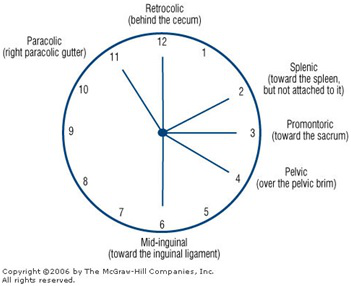 Retrocolic
(behind the cecum)
Paracolic
(right paracolic gutter)
12
11
1
Splenic
(toward the spleen,
but not attached to it)
10
2
Promontoric
(toward the sacrum)
9
3
Pelvic
(over the pelvic brim)
8
4
7
5
6
Mid-inguinal
(toward the inguinal ligament)
Copyright ©2006 by The McGraw-Hill Companies, Inc.
All rights reserved.